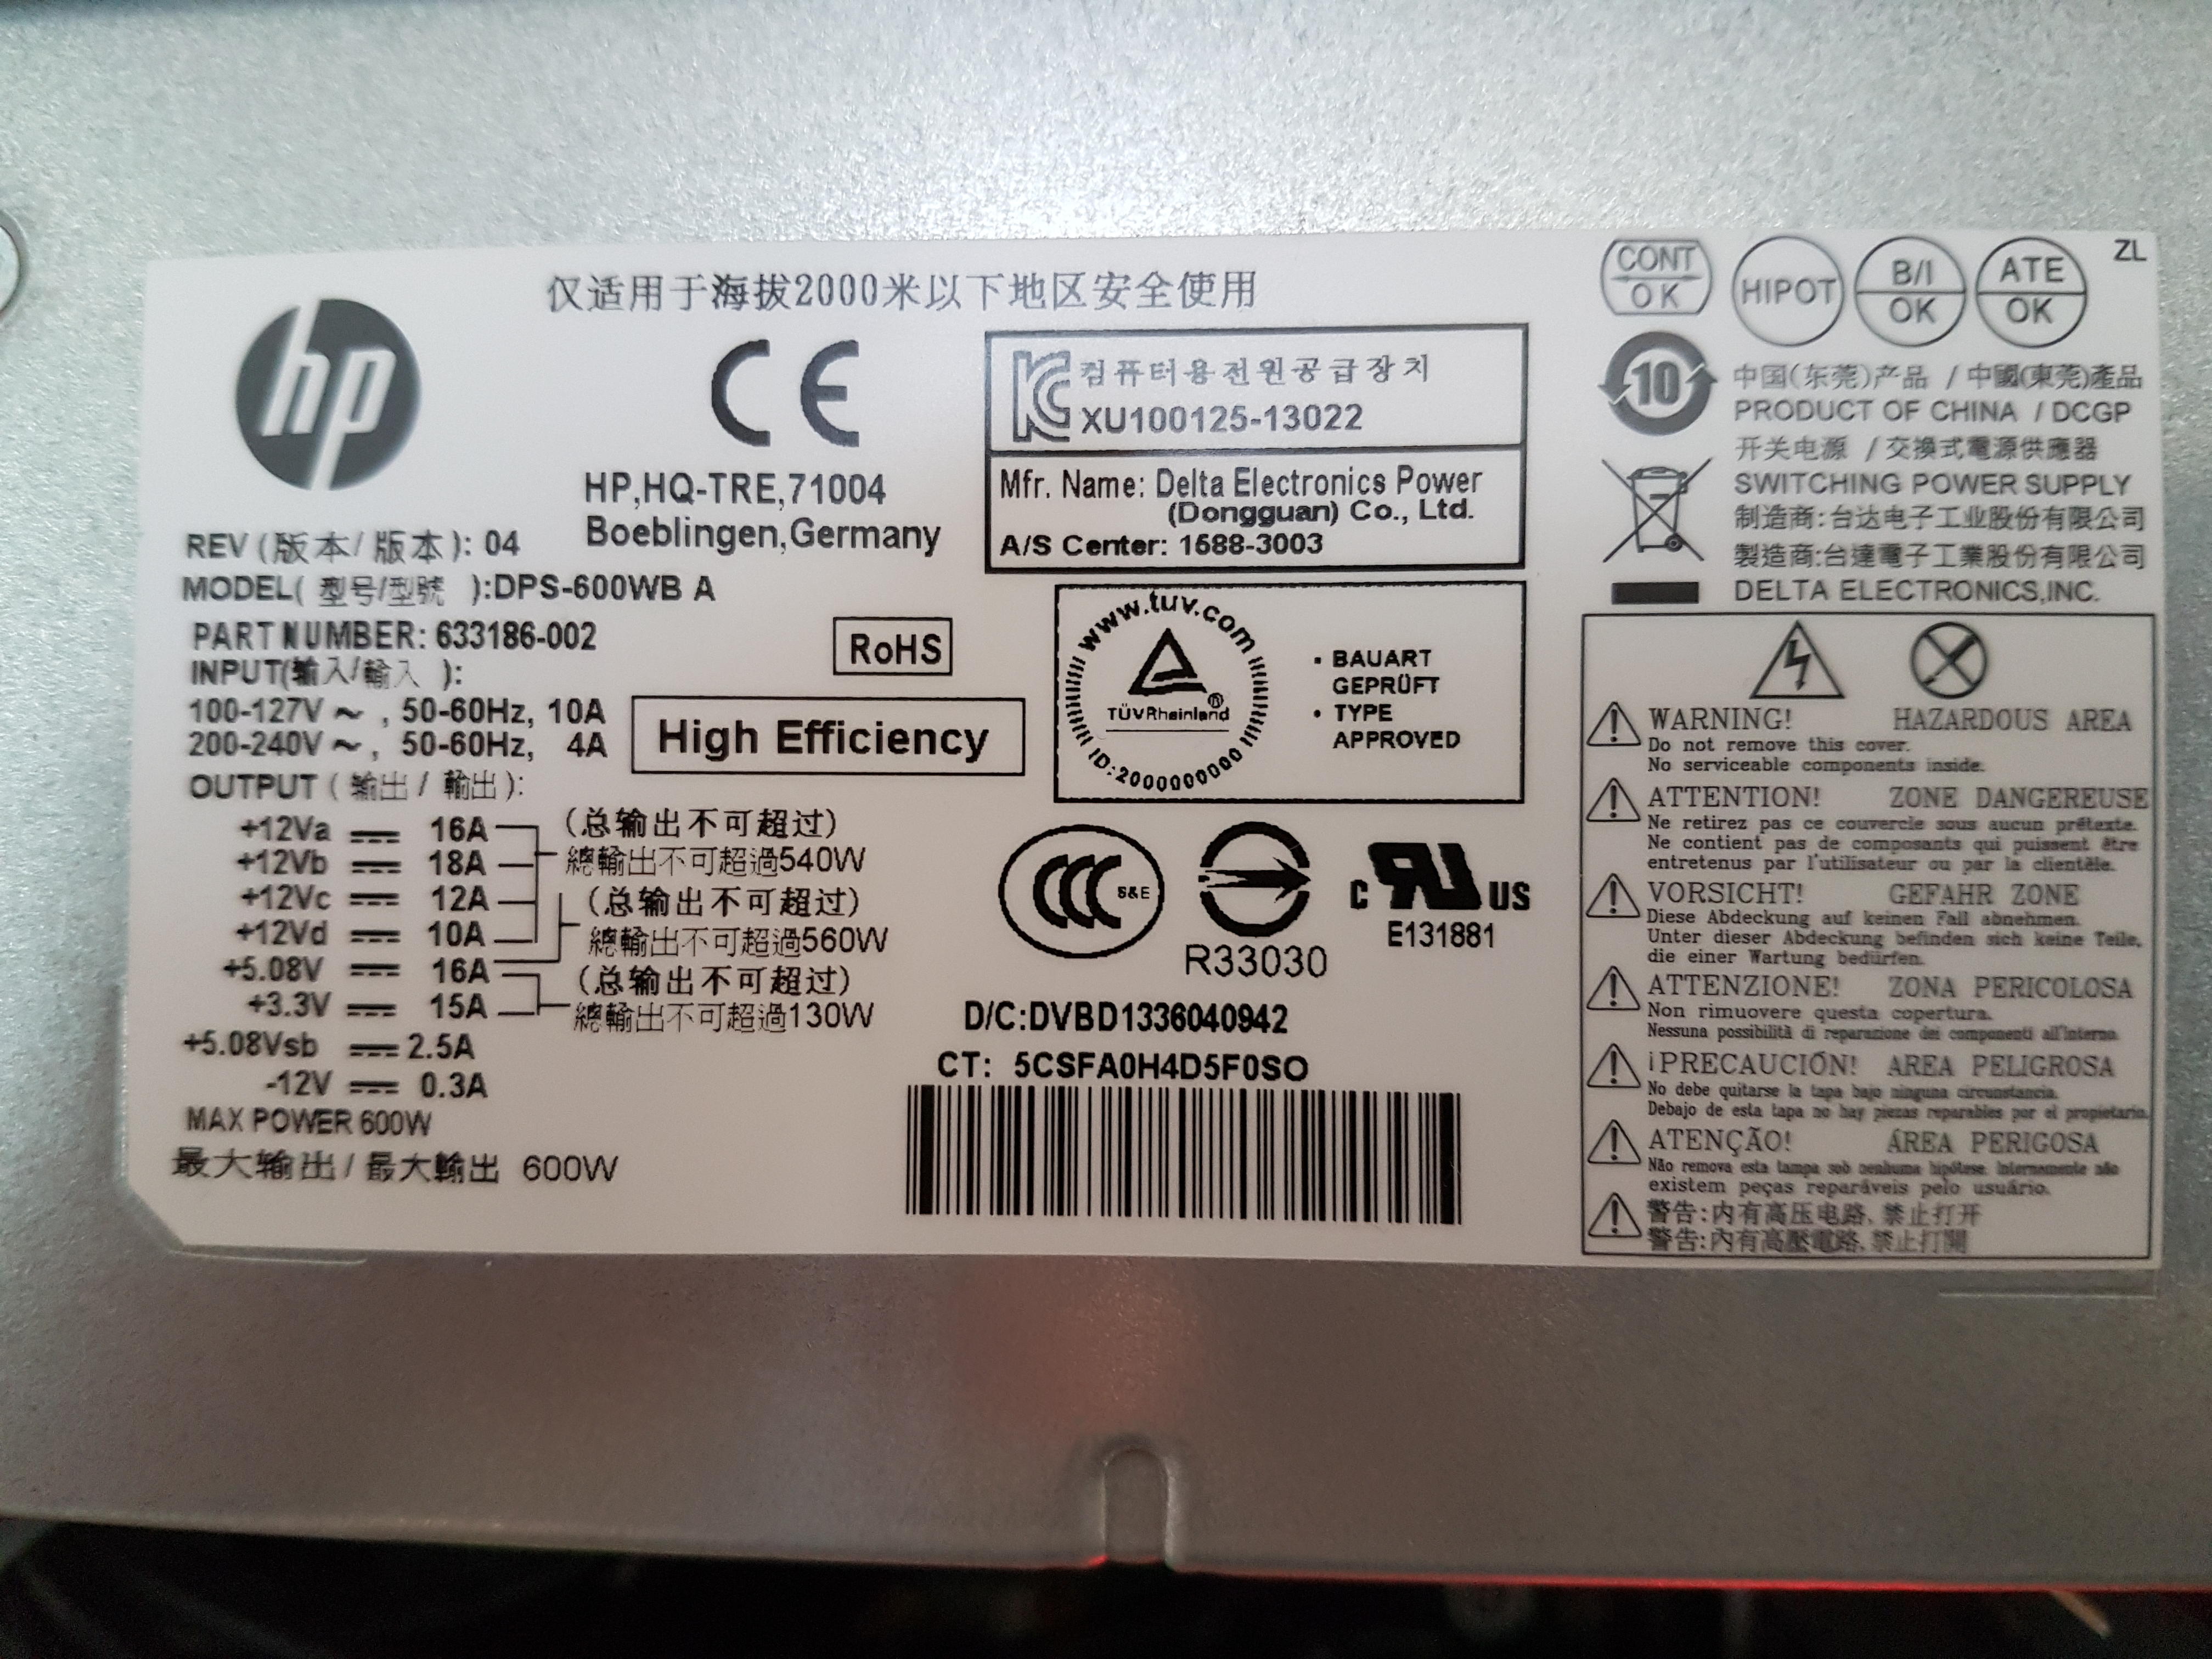 仅适用于海拔2000米以下地区安全使用
hp
CE
HP,HQ-TRE,71004
Boeblingen,Germany
REV (版本/版本): 04
MODEL( 型号/型號 ):DPS-600WB A
PART NUMBER: 633186-002
INPUT(输入/輸入 ):
100-127V ~ , 50-60Hz, 10A
200-240V ~, 50-60Hz, 4A
RoHS
High Efficiency
OUTPUT ( 输出 / 輸出 ):
+12Va ⎓ 16A
+12Vb ⎓ 18A
+12Vc ⎓ 12A
+12Vd ⎓ 10A
+5.08V ⎓ 16A
+3.3V ⎓ 15A
+5.08Vsb ⎓ 2.5A
-12V ⎓ 0.3A
(总输出不可超过)
總輸出不可超過540W
(总输出不可超过)
總輸出不可超過560W
(总输出不可超过)
總輸出不可超過130W
MAX POWER 600W
最大输出 / 最大輸出 600W
KC 컴퓨터용전원공급장치
XU100125-13022
Mfr. Name: Delta Electronics Power
(Dongguan) Co., Ltd.
A/S Center: 1588-3003
www.tuv.com
TÜVRheinland®
ID:2000000000
• BAUART
GEPRÜFT
• TYPE
APPROVED
CCC S&E
R33030
C RU US
E131881
D/C:DVBD1336040942
CT: 5CSFA0H4D5F0SO
CONT
OK
HIPOT
B/I
OK
ATE
OK
ZL
10
中国(东莞)产品 / 中國(東莞)產品
PRODUCT OF CHINA / DCGP
开关电源 / 交換式電源供應器
SWITCHING POWER SUPPLY
制造商:台达电子工业股份有限公司
製造商:台達電子工業股份有限公司
DELTA ELECTRONICS,INC.
WARNING! HAZARDOUS AREA
Do not remove this cover.
No serviceable components inside.
ATTENTION! ZONE DANGEREUSE
Ne retirez pas ce couvercle sous aucun prétexte.
Ne contient pas de composants qui puissent être
entretenus par l'utilisateur ou par la clientèle.
VORSICHT! GEFAHR ZONE
Diese Abdeckung auf keinen Fall abnehmen.
Unter dieser Abdeckung befinden sich keine Teile,
die einer Wartung bedürfen.
ATTENZIONE! ZONA PERICOLOSA
Non rimuovere questa copertura.
Nessuna possibilità di reparazione dei componenti all'interno.
¡PRECAUCIÓN! AREA PELIGROSA
No debe quitarse la tapa bajo ninguna circunstancia.
Debajo de esta tapa no hay piezas reparables por el propietario.
ATENÇÃO! ÁREA PERIGOSA
Não remova esta tampa sob nenhuma hipótese. Internamente não
existem peças reparáveis pelo usuário.
警告:内有高压电路, 禁止打开
警告:內有高壓電路, 禁止打開